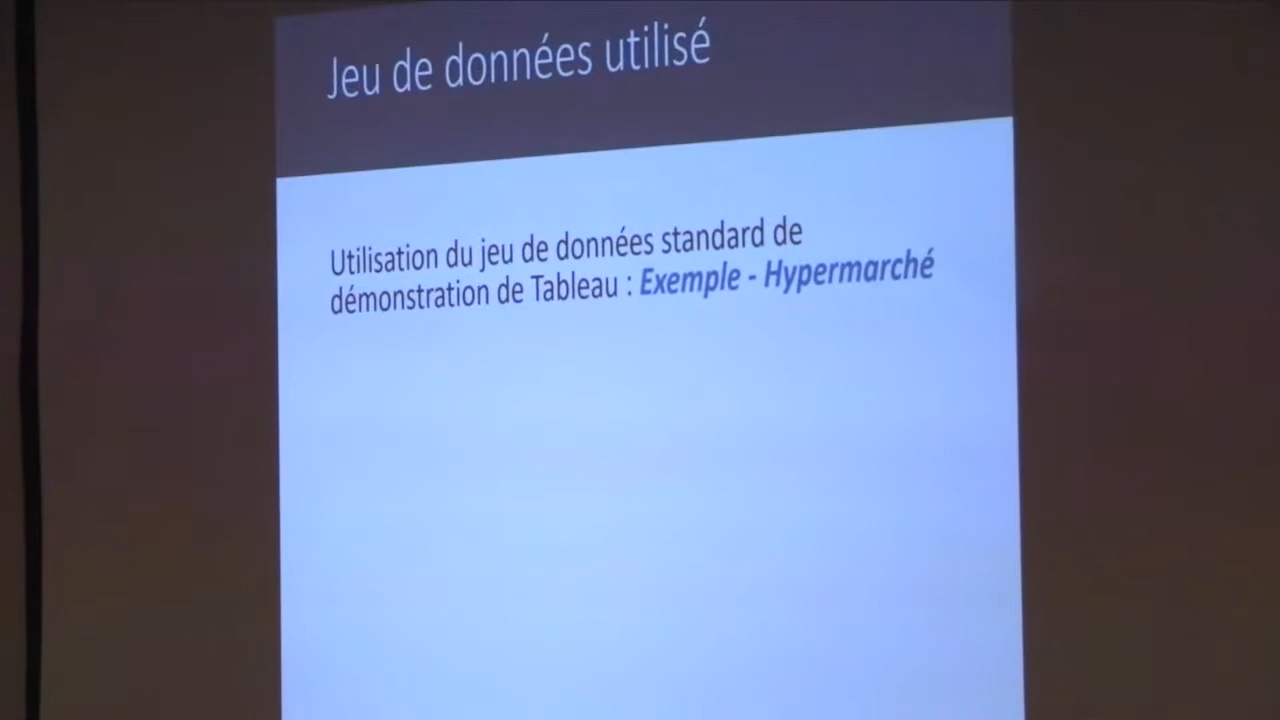 Jeu de données utilisé
Utilisation du jeu de données standard de
démonstration de Tableau : Exemple - Hypermarché